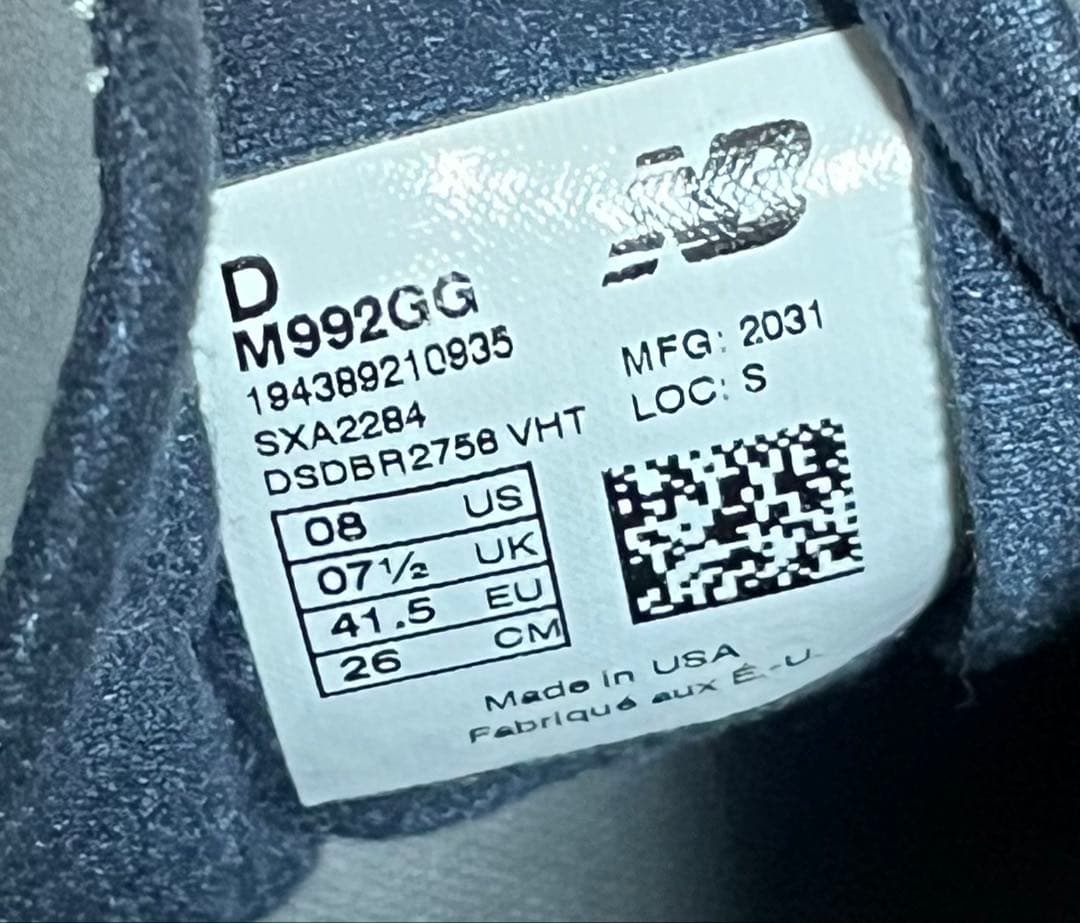 NB
D
M992GG
194389210935
SXA2284
DSDBR2758 VHT
MFG: 2031
LOC: S
08 US
07½ UK
41.5 EU
26 CM
Made in USA
Fabriqué aux É.-U.